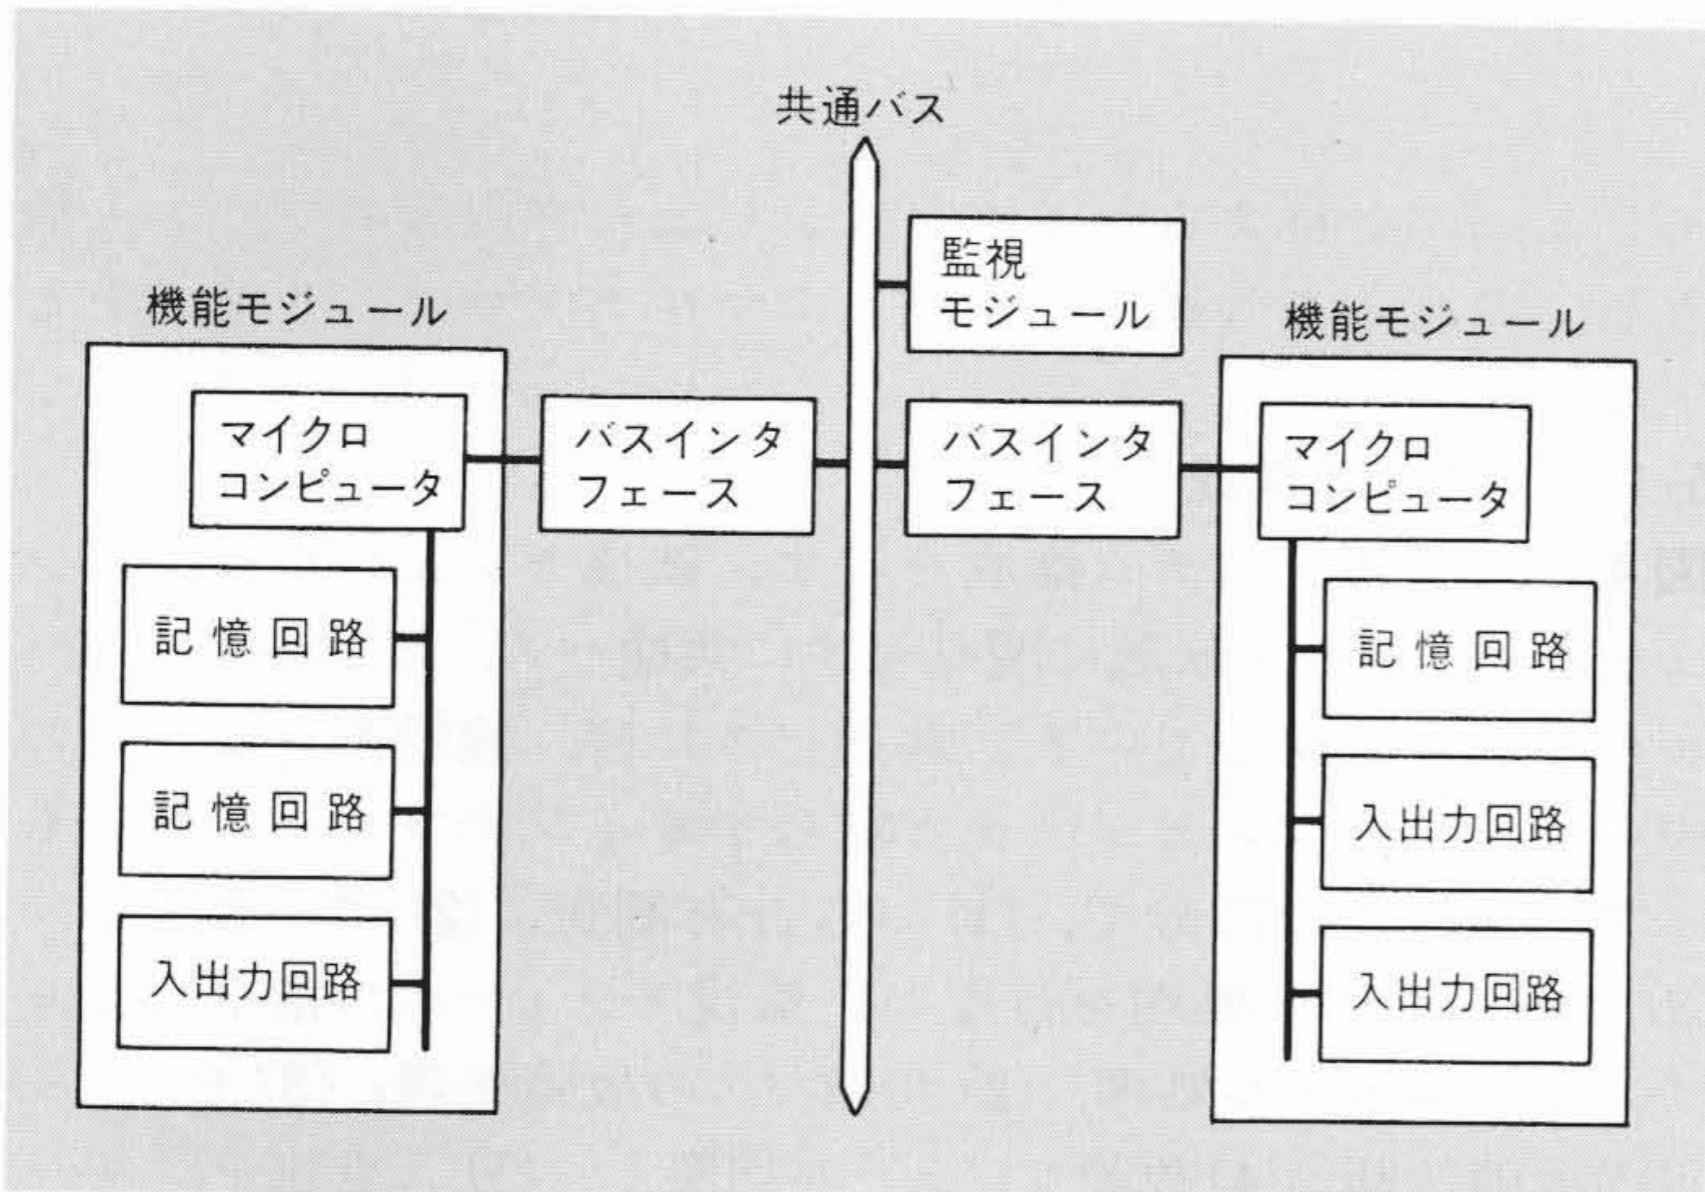 共通バス
監視
モジュール
機能モジュール
マイクロ
コンピュータ
バスインタ
フェース
記憶回路
記憶回路
入出力回路
バスインタ
フェース
機能モジュール
マイクロ
コンピュータ
記憶回路
入出力回路
入出力回路